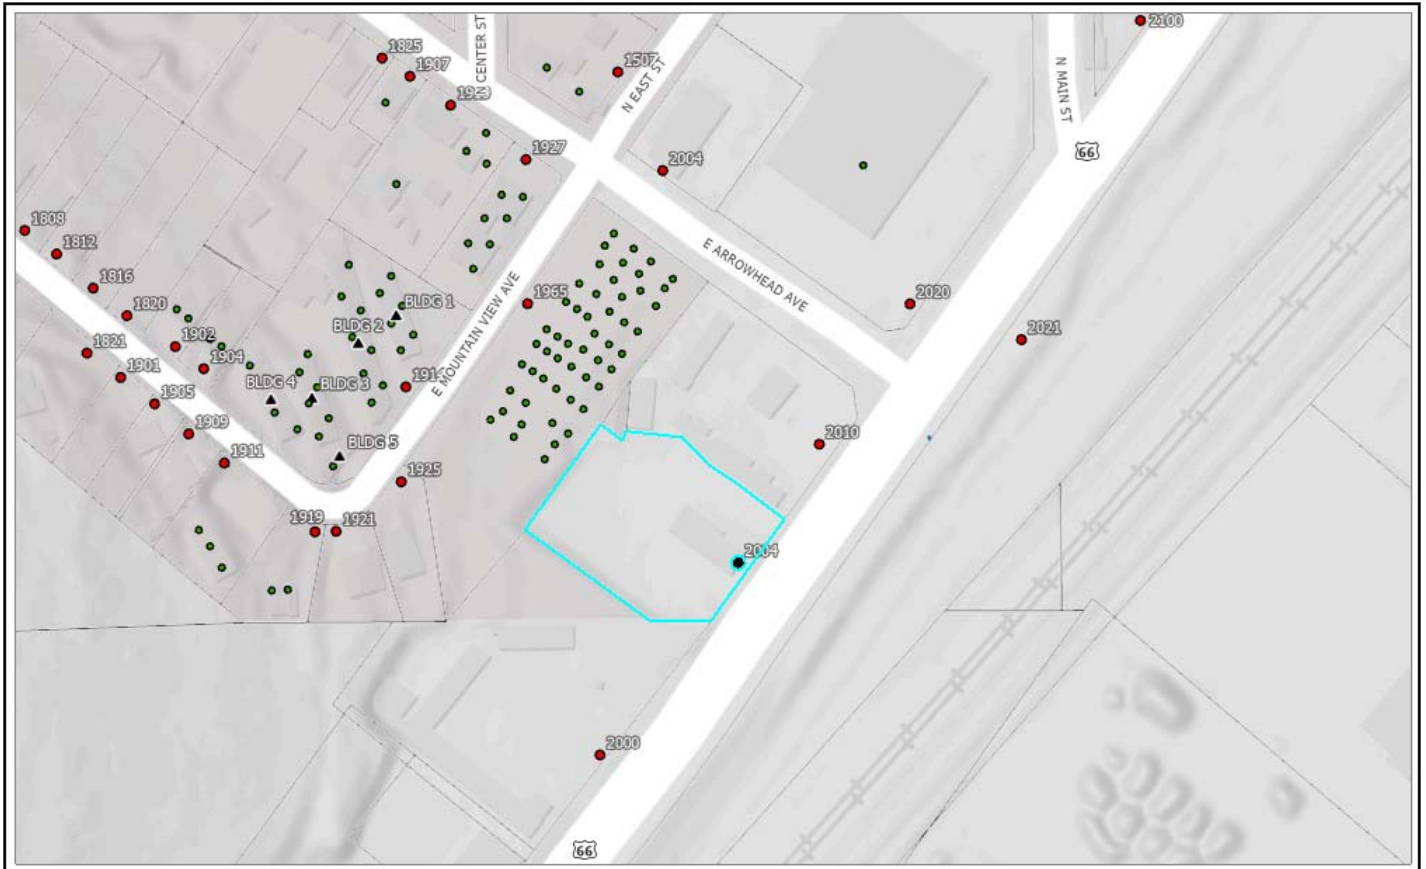 2100
N CENTER ST
1825
1907
1507
N EAST ST
N MAIN ST
66
1927
2004
1808
1812
E ARROWHEAD AVE
1816
1965
BLDG 1
1820
2020
BLDG 2
1902
2021
1821
1904
E MOUNTAIN VIEW AVE
1901
BLDG 4
BLDG 3
1905
1909
2010
BLDG 5
1911
1925
1919
1921
2004
2000
66